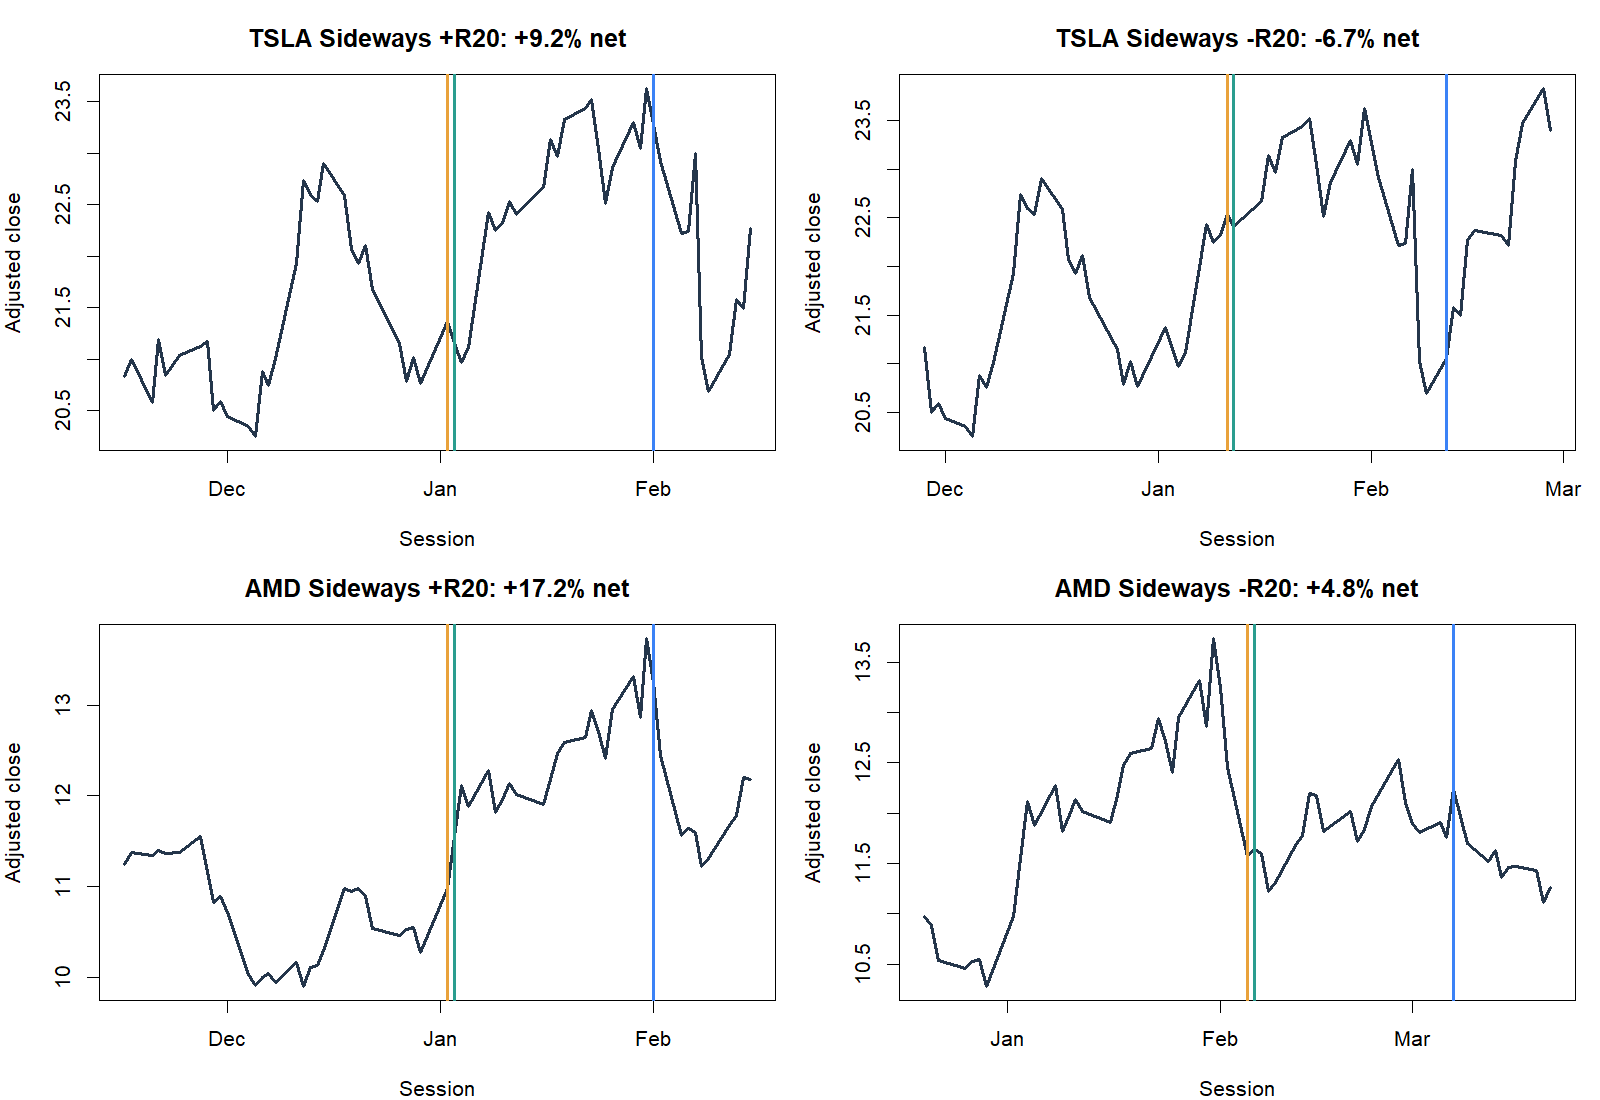 TSLA Sideways +R20: +9.2% net
Adjusted close
23.5
22.5
21.5
20.5
Dec
Jan
Feb
Session
TSLA Sideways -R20: -6.7% net
Adjusted close
23.5
22.5
21.5
20.5
Dec
Jan
Feb
Mar
Session
AMD Sideways +R20: +17.2% net
Adjusted close
13
12
11
10
Dec
Jan
Feb
Session
AMD Sideways -R20: +4.8% net
Adjusted close
13.5
12.5
11.5
10.5
Jan
Feb
Mar
Session